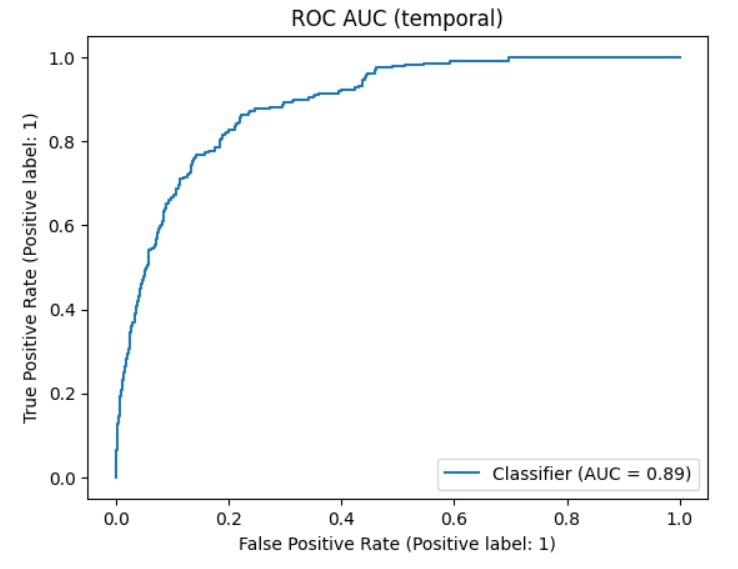 ROC AUC (temporal)
True Positive Rate (Positive label: 1)
1.0
0.8
0.6
0.4
0.2
0.0
Classifier (AUC = 0.89)
0.0 0.2 0.4 0.6 0.8 1.0
False Positive Rate (Positive label: 1)